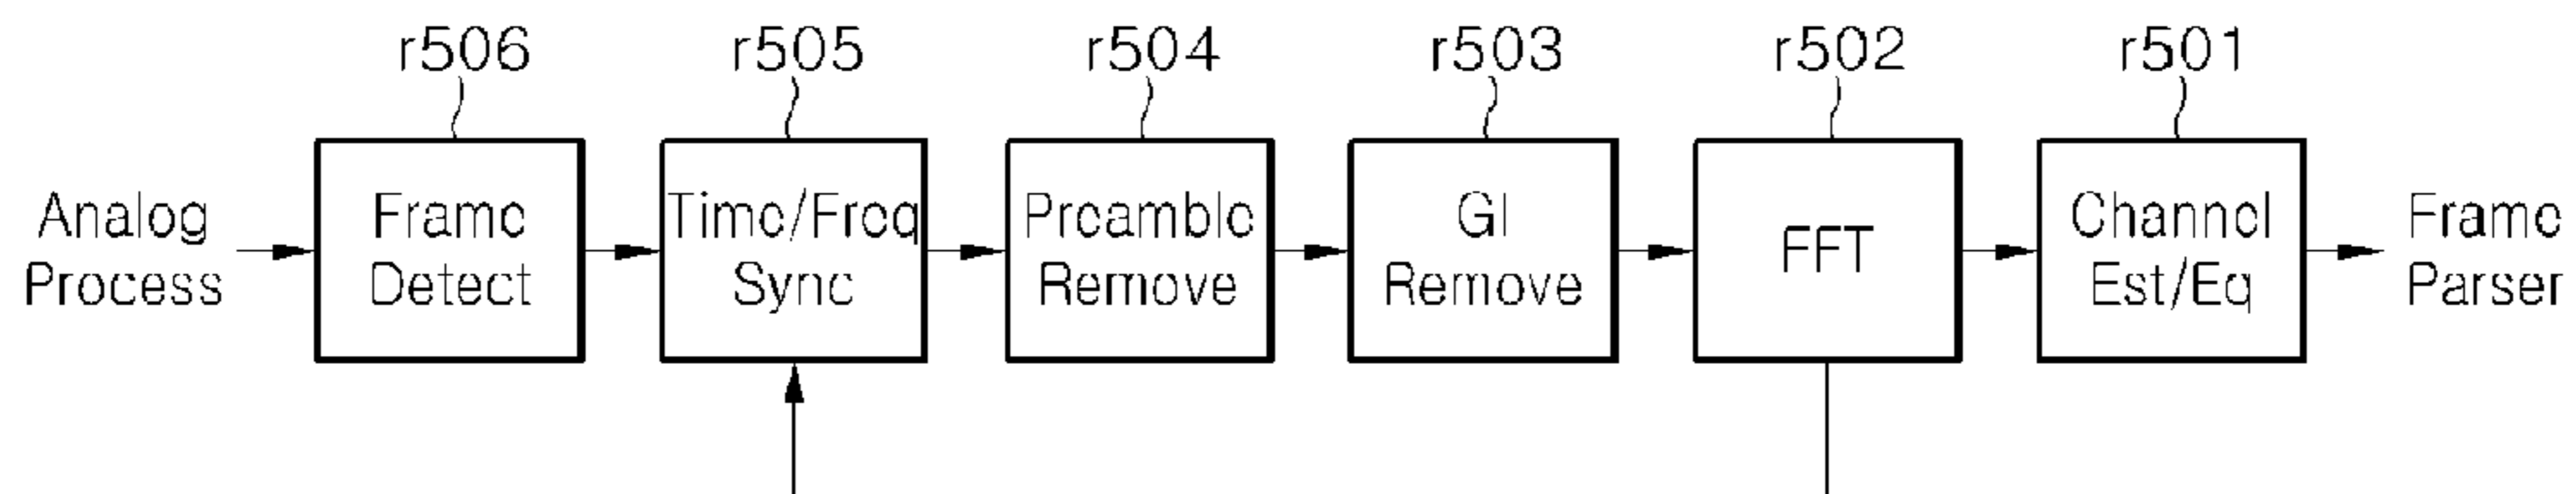 r506
r505
r504
r503
r502
r501
Analog
Process
Frame
Detect
Time/Freq
Sync
Preamble
Remove
GI
Remove
FFT
Channel
Est/Eq
Frame
Parser